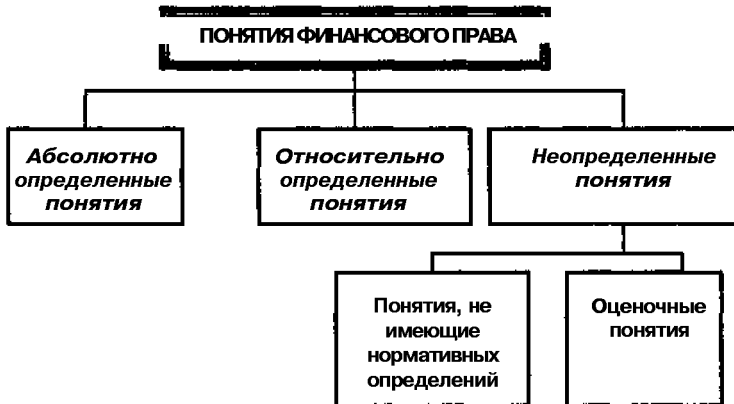 ПОНЯТИЯ ФИНАНСОВОГО ПРАВА
Абсолютно
определенные
понятия
Относительно
определенные
понятия
Неопределенные
понятия
Понятия, не
имеющие
нормативных
определений
Оценочные
понятия